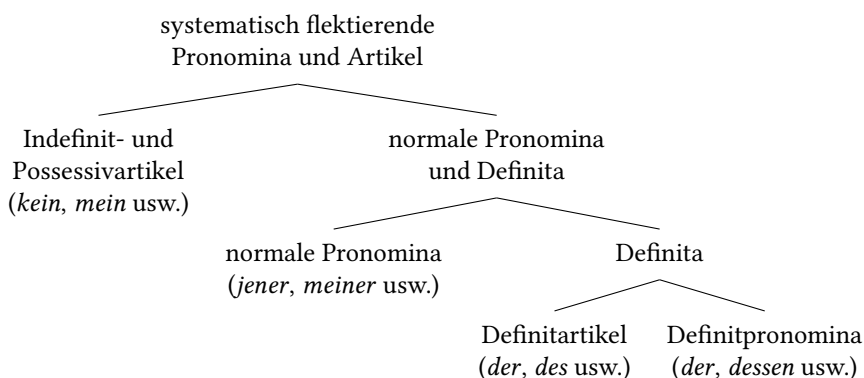 systematisch flektierende
Pronomina und Artikel
Indefinit- und
Possessivartikel
(kein, mein usw.)
normale Pronomina
und Definita
normale Pronomina
(jener, meiner usw.)
Definita
Definitartikel
(der, des usw.)
Definitpronomina
(der, dessen usw.)